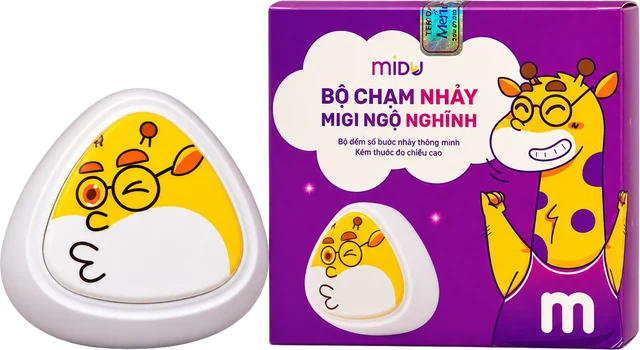 miDU
BỘ CHẠM NHẢY
MIGI NGỘ NGHĨNH
Bộ đếm số bước nhảy thông minh
Kèm thước đo chiều cao
m